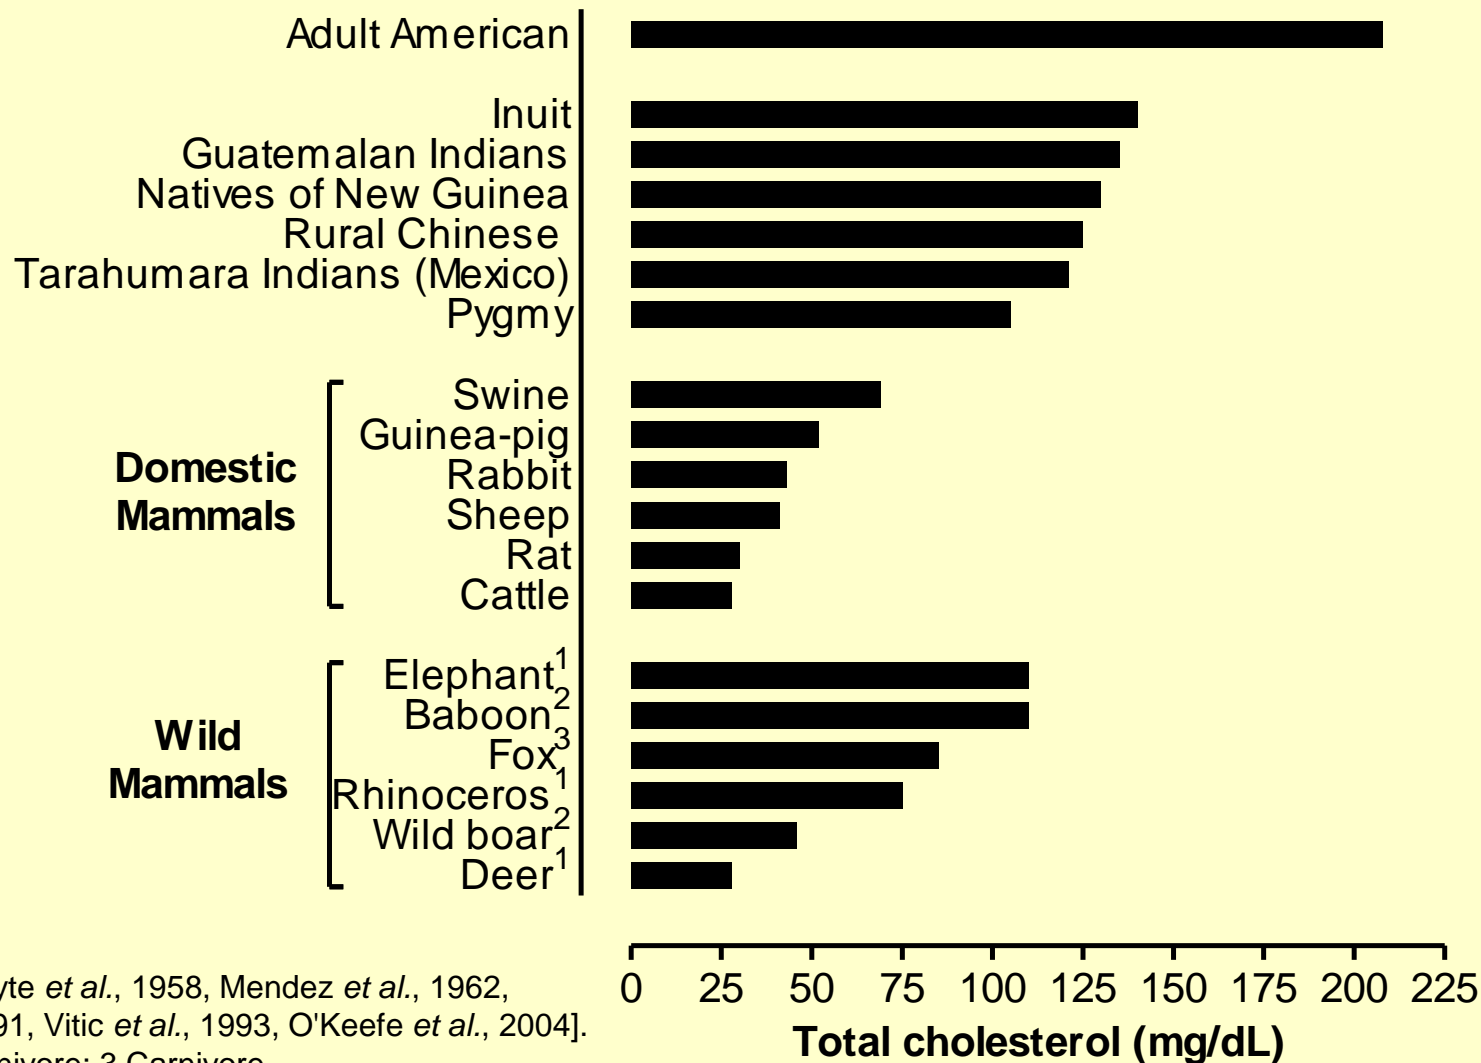 Adult American
Inuit
Guatemalan Indians
Natives of New Guinea
Rural Chinese
Tarahumara Indians (Mexico)
Pygmy
Domestic
Mammals
Swine
Guinea-pig
Rabbit
Sheep
Rat
Cattle
Wild
Mammals
Elephant1
Baboon2
Fox3
Rhinoceros1
Wild boar2
Deer1
0 25 50 75 100 125 150 175 200 225
Total cholesterol (mg/dL)
et al., 1958, Mendez et al., 1962,
Vitic et al., 1993, O'Keefe et al., 2004].
3 Carnivore